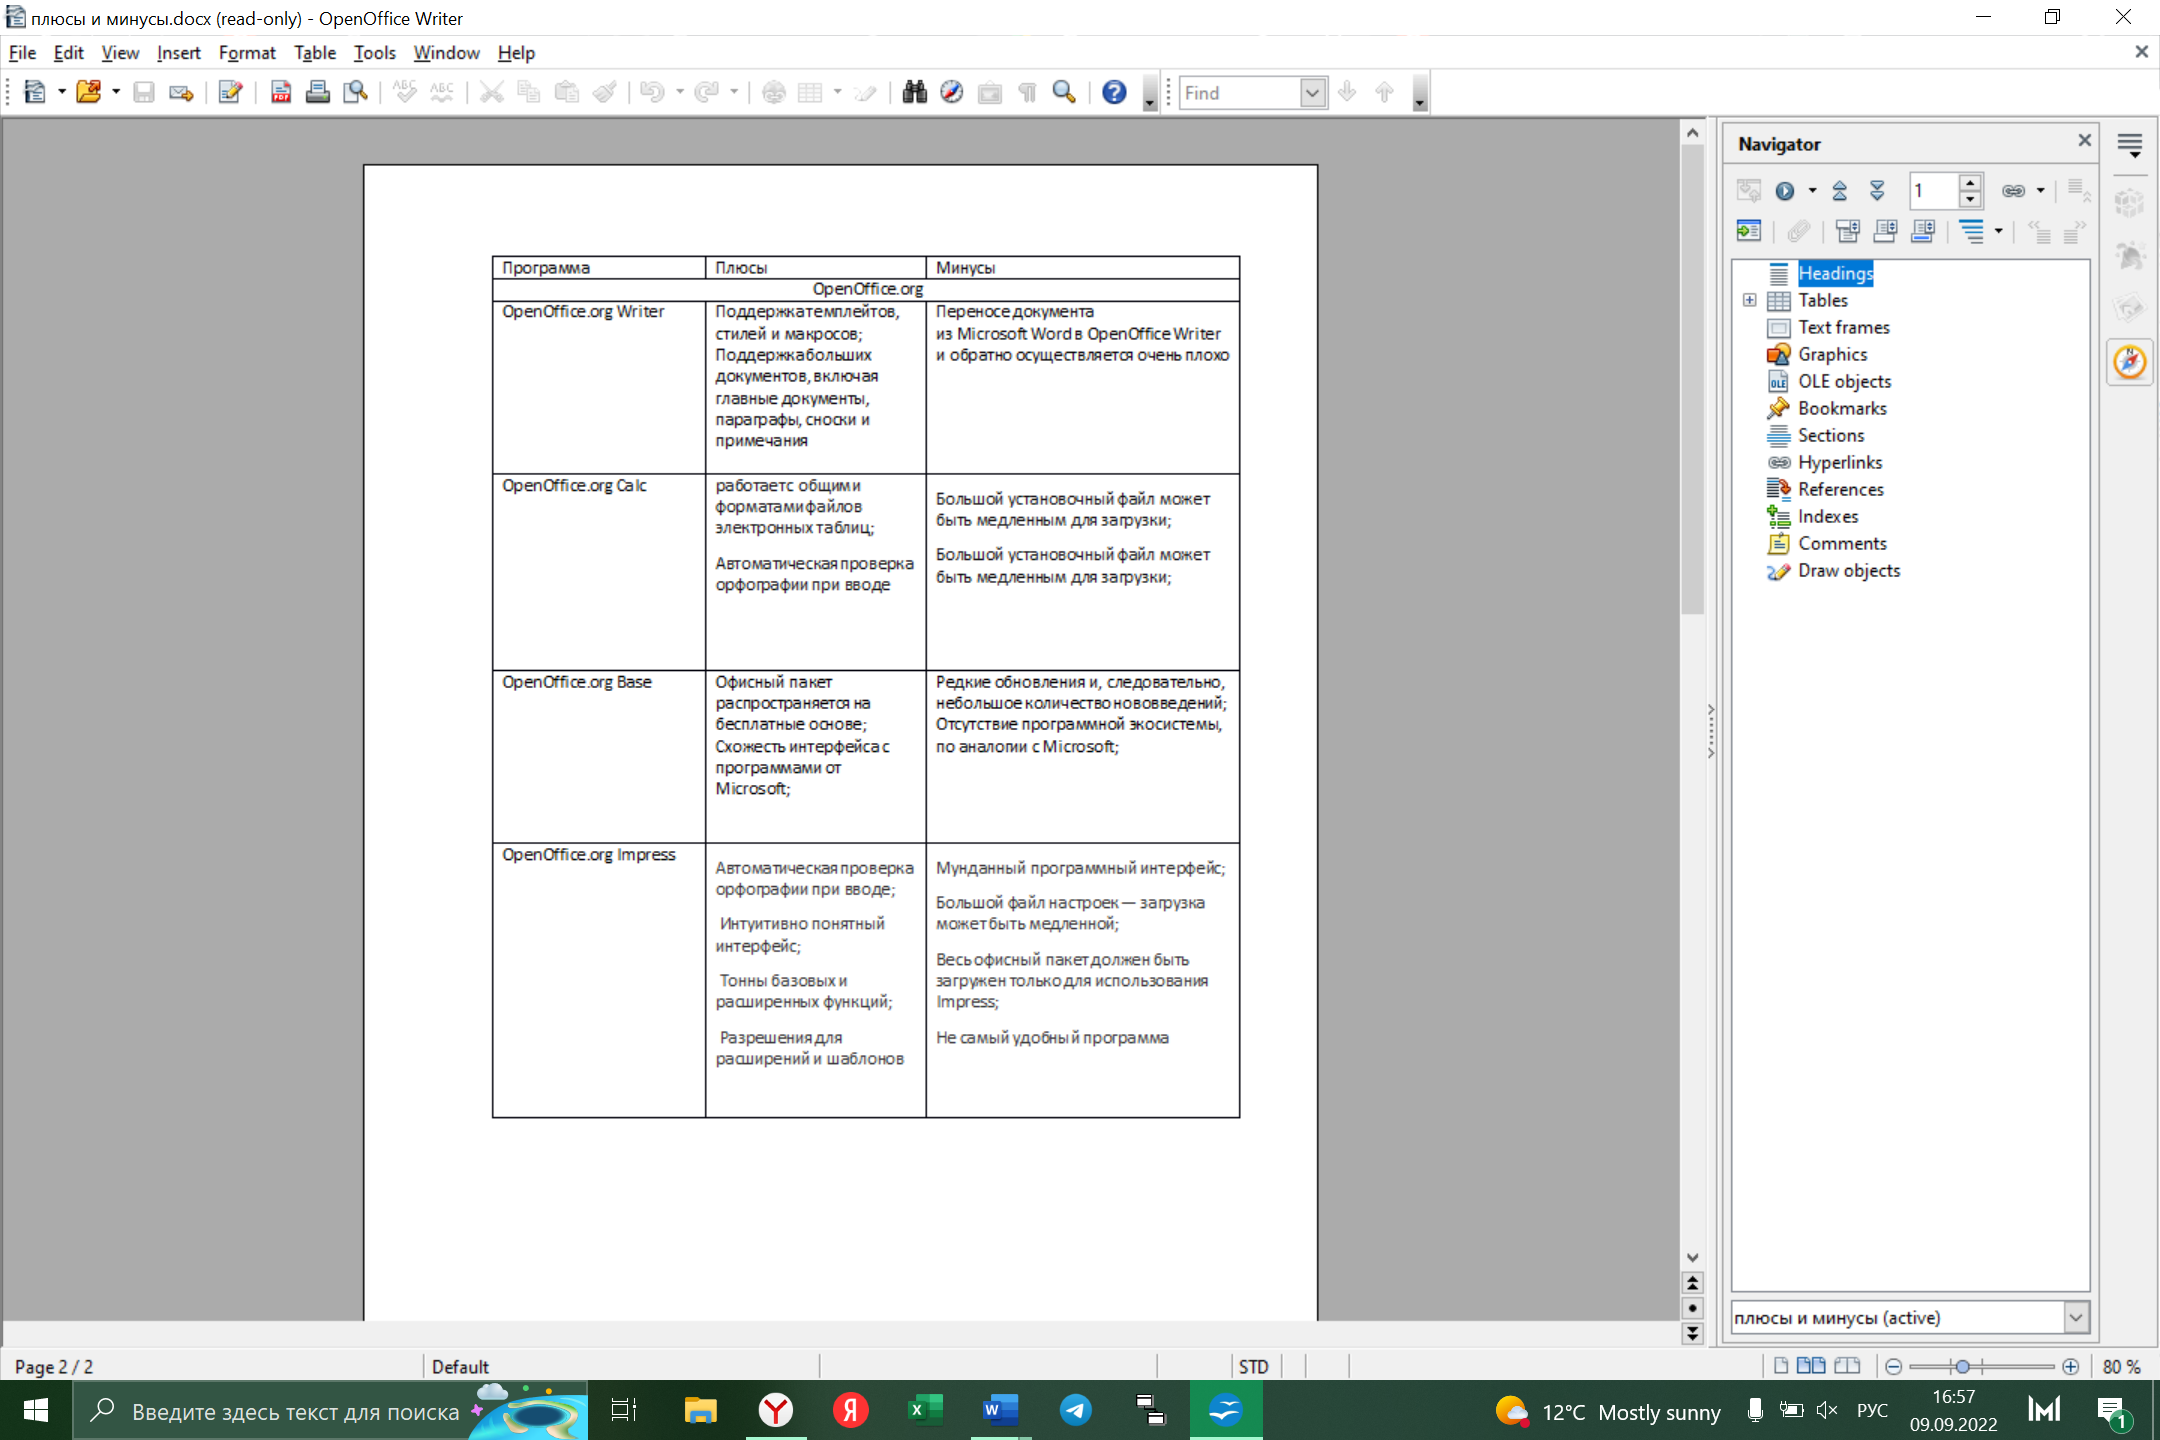 плюсы и минусы.docx (read-only) - OpenOffice Writer
File Edit View Insert Format Table Tools Window Help
Find
Программа Плюсы Минусы
OpenOffice.org
OpenOffice.org Writer
Поддержка темплейтов,
стилей и макросов;
Поддержка больших
документов, включая
главные документы,
параграфы, сноски и
примечания
Переносе документа
из Microsoft Word в OpenOffice Writer
и обратно осуществляется очень плохо
OpenOffice.org Calc
работает с общими
форматами файлов
электронных таблиц;
Автоматическая проверка
орфографии при вводе
Большой установочный файл может
быть медленным для загрузки;
Большой установочный файл может
быть медленным для загрузки;
OpenOffice.org Base
Офисный пакет
распространяется на
бесплатные основе;
Схожесть интерфейса с
программами от
Microsoft;
Редкие обновления и, следовательно,
небольшое количество нововведений;
Отсутствие программной экосистемы,
по аналогии с Microsoft;
OpenOffice.org Impress
Автоматическая проверка
орфографии при вводе;
Интуитивно понятный
интерфейс;
Тонны базовых и
расширенных функций;
Разрешения для
расширений и шаблонов
Мунданный программный интерфейс;
Большой файл настроек — загрузка
может быть медленной;
Весь офисный пакет должен быть
загружен только для использования
Impress;
Не самый удобный программа
Navigator
1
Headings
Tables
Text frames
Graphics
OLE objects
Bookmarks
Sections
Hyperlinks
References
Indexes
Comments
Draw objects
плюсы и минусы (active)
Page 2 / 2 Default STD 80 %
Введите здесь текст для поиска
12°C Mostly sunny РУС
16:57
09.09.2022
1